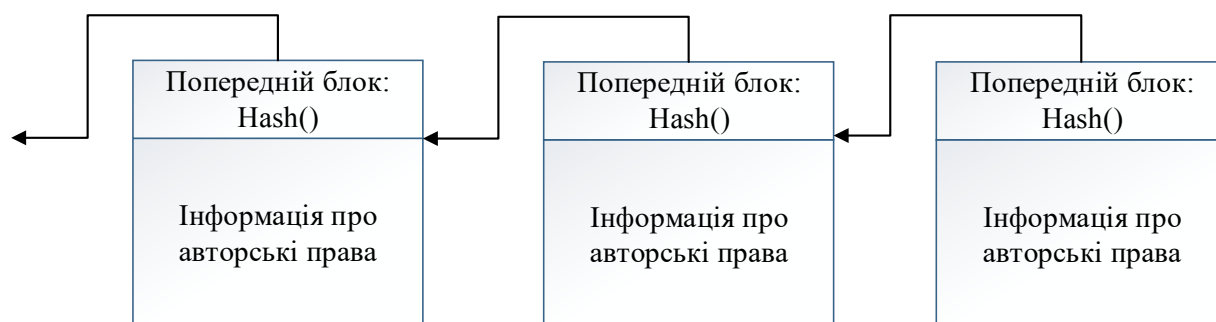 Попередній блок:
Hash()
Інформація про
авторські права
Попередній блок:
Hash()
Інформація про
авторські права
Попередній блок:
Hash()
Інформація про
авторські права